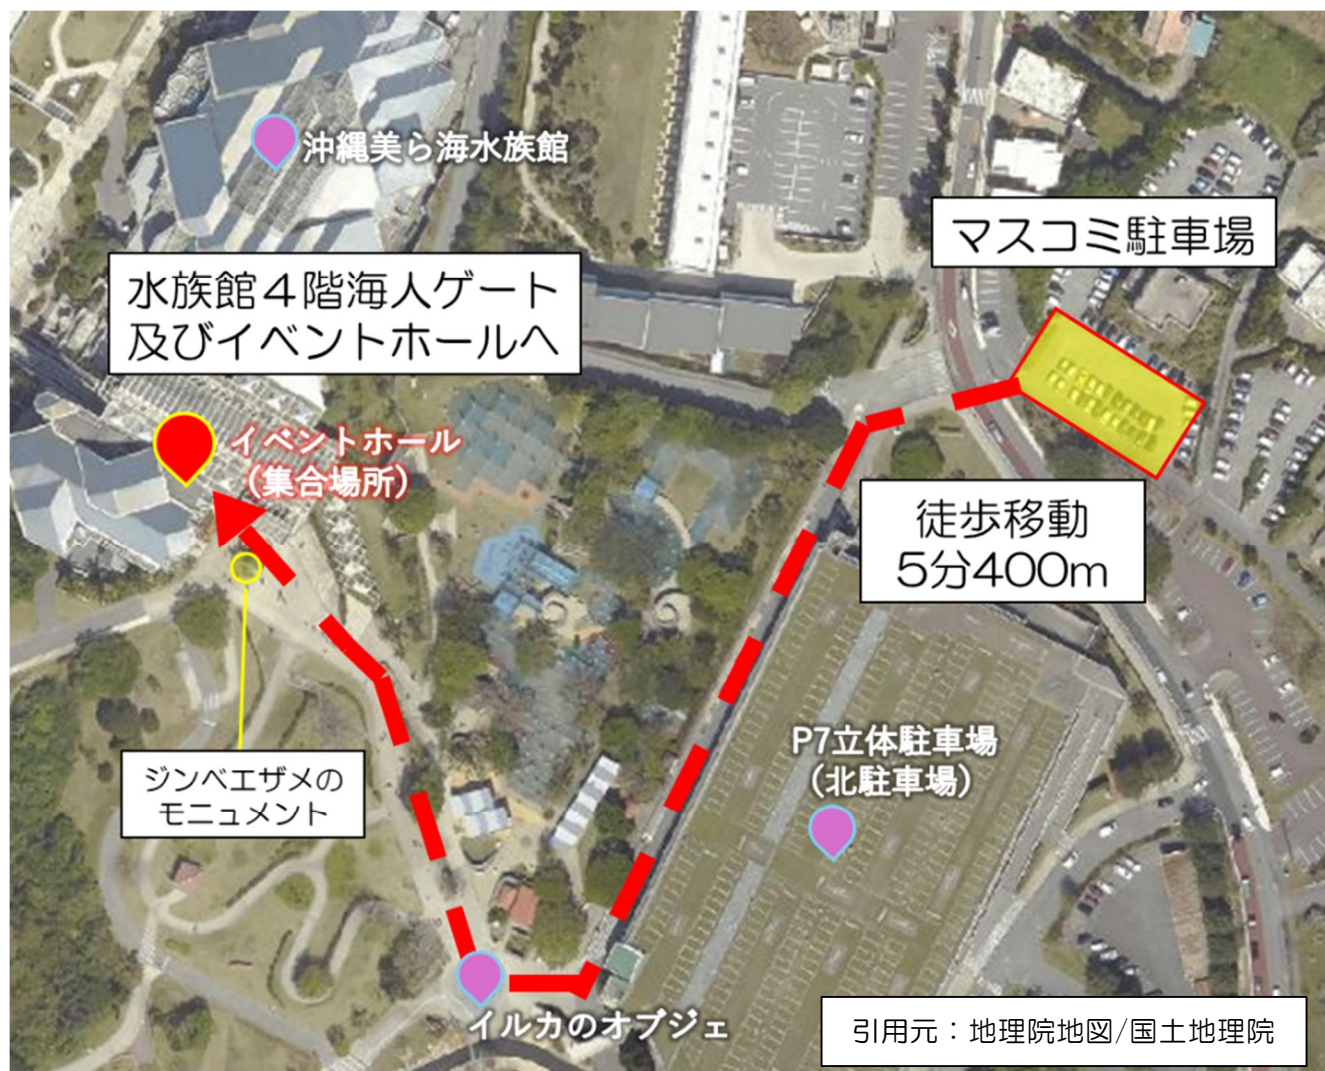 沖縄美ら海水族館
マスコミ駐車場
水族館４階海人ゲート
及びイベントホールへ
イベントホール
（集合場所）
徒歩移動
5分400m
P7立体駐車場
（北駐車場）
ジンベエザメの
モニュメント
イルカのオブジェ
引用元：地理院地図/国土地理院